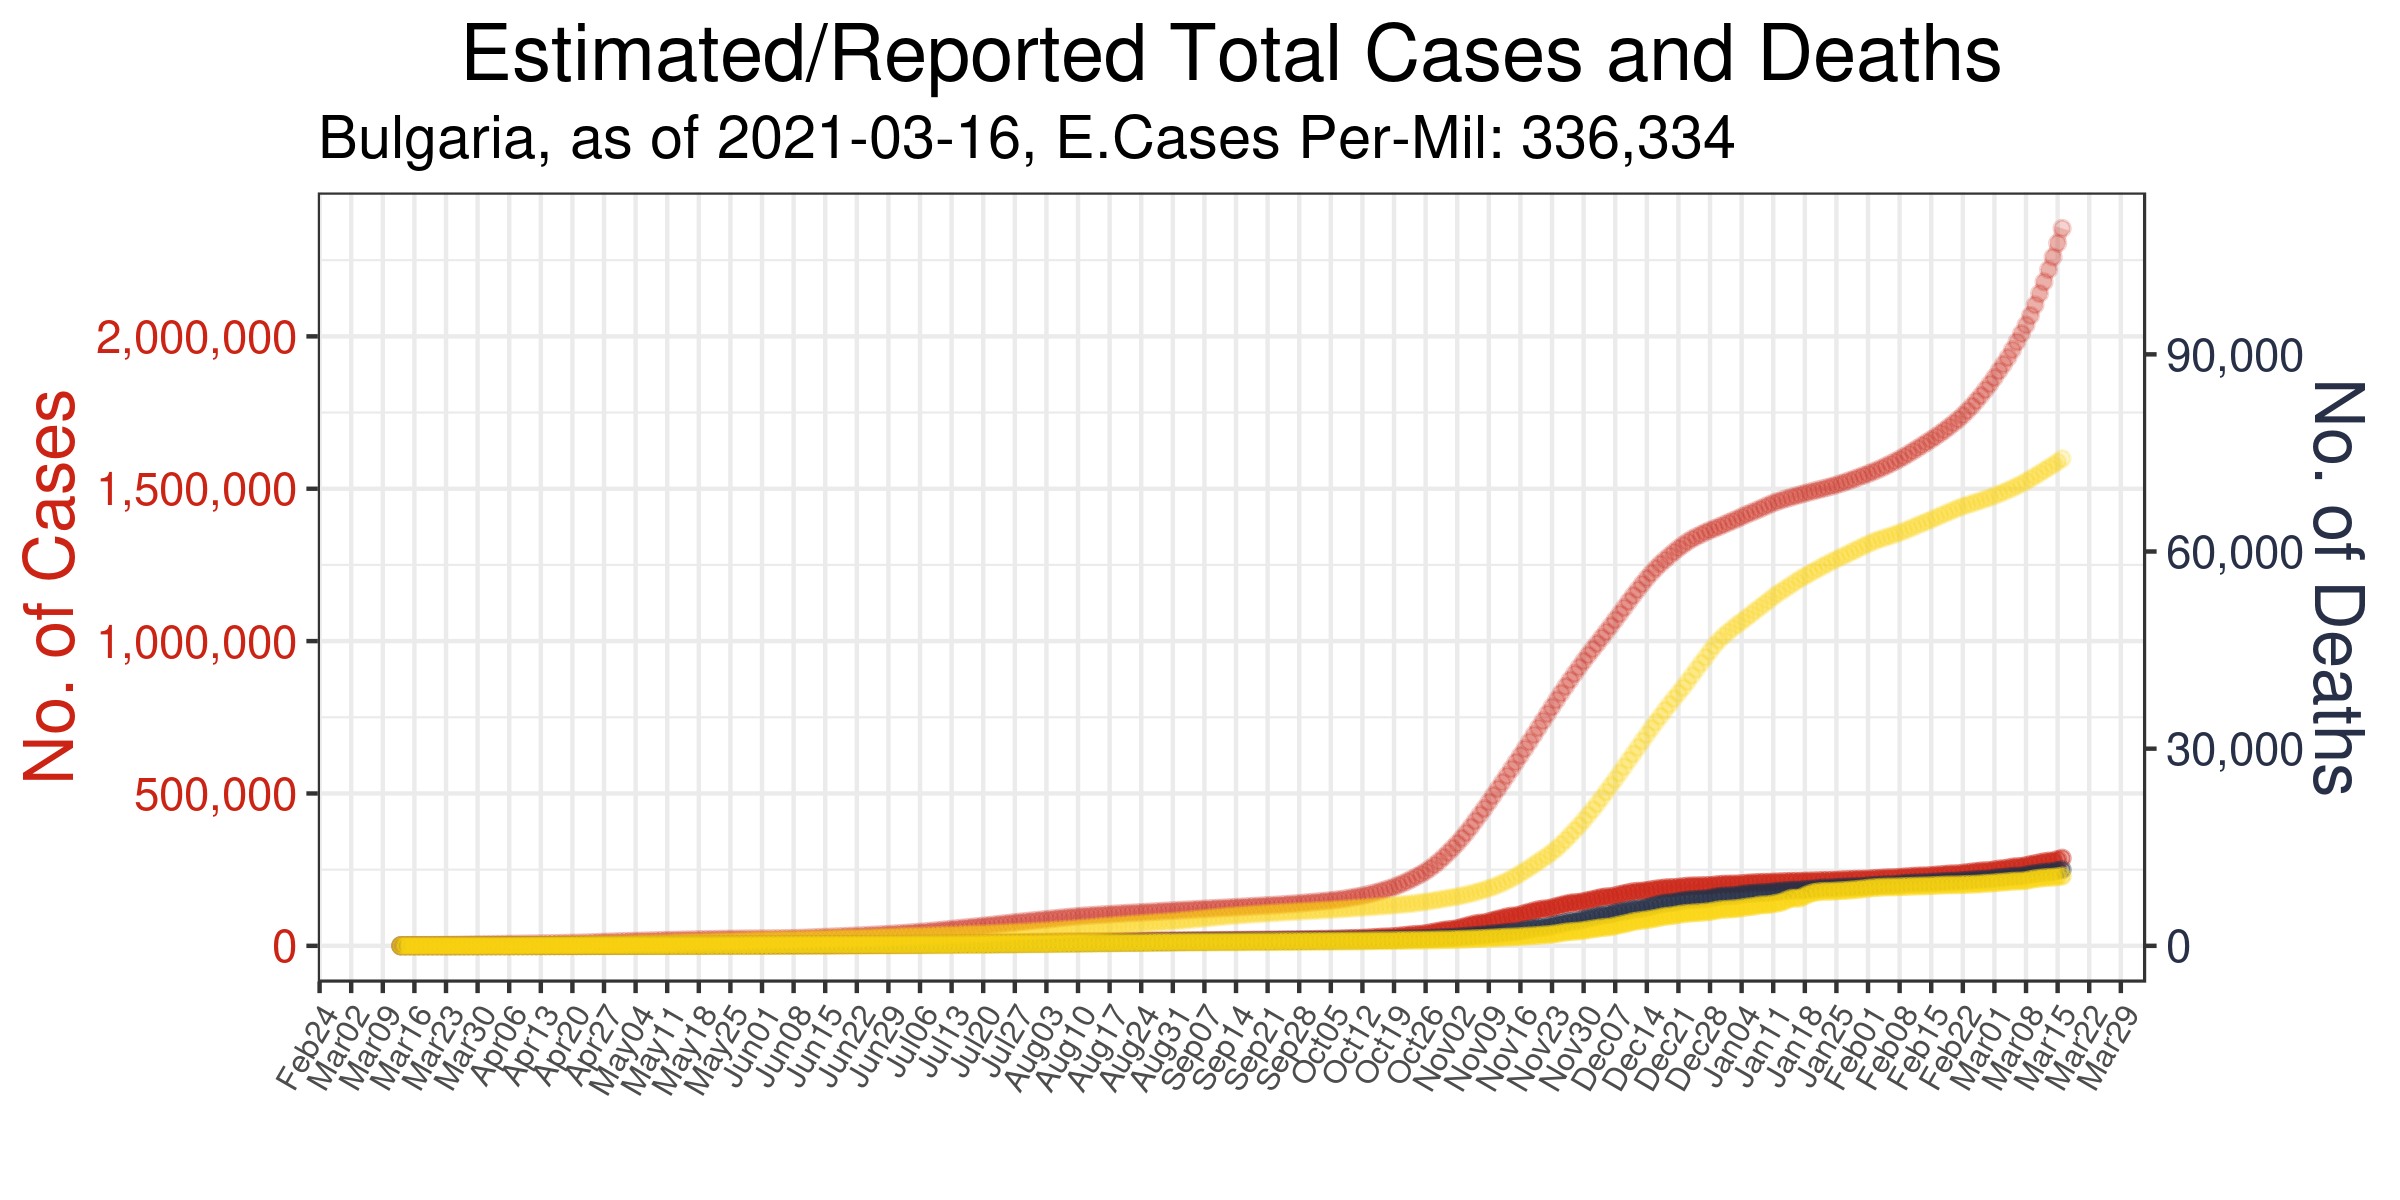 Estimated/Reported Total Cases and Deaths
Bulgaria, as of 2021-03-16, E.Cases Per-Mil: 336,334
No. of Cases
2,000,000
1,500,000
1,000,000
500,000
0
90,000
60,000
30,000
0
No. of Deaths
Feb24
Mar02
Mar09
Mar16
Mar23
Mar30
Apr06
Apr13
Apr20
Apr27
May04
May11
May18
May25
Jun01
Jun08
Jun15
Jun22
Jun29
Jul06
Jul13
Jul20
Jul27
Aug03
Aug10
Aug17
Aug24
Aug31
Sep07
Sep14
Sep21
Sep28
Oct05
Oct12
Oct19
Oct26
Nov02
Nov09
Nov16
Nov23
Nov30
Dec07
Dec14
Dec21
Dec28
Jan04
Jan11
Jan18
Jan25
Feb01
Feb08
Feb15
Feb22
Mar01
Mar08
Mar15
Mar22
Mar29